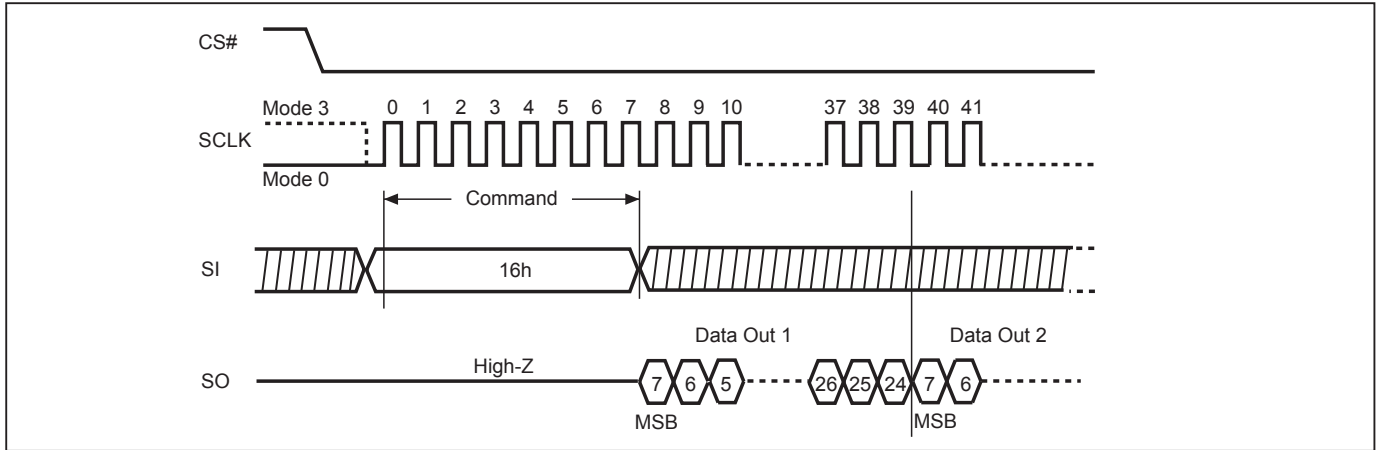 CS#
Mode 3 0 1 2 3 4 5 6 7 8 9 10 37 38 39 40 41
SCLK
Mode 0
Command
SI 16h
Data Out 1 Data Out 2
SO High-Z 7 6 5 26 25 24 7 6
MSB MSB